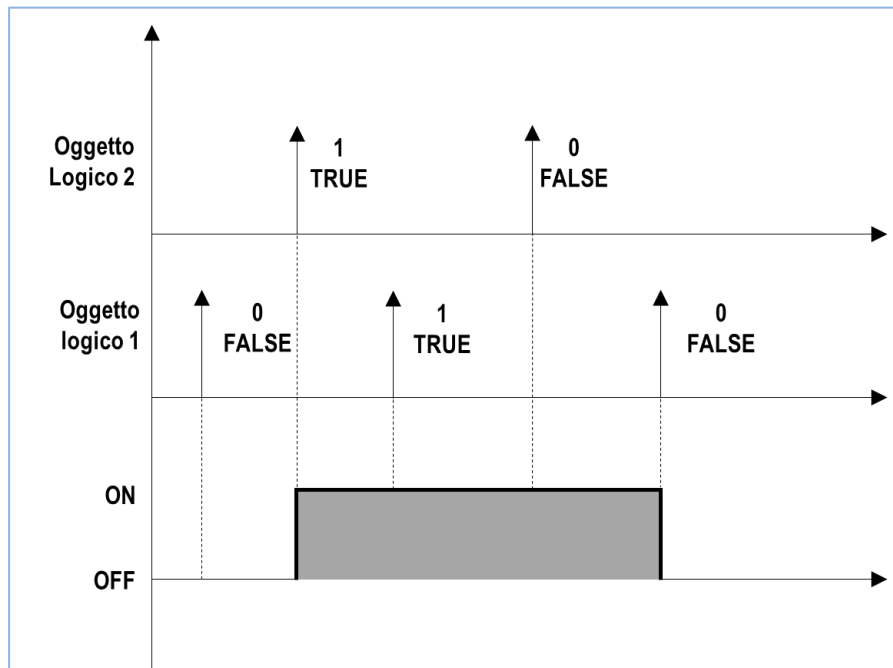 Oggetto
Logico 2
1
TRUE
0
FALSE
Oggetto
logico 1
0
FALSE
1
TRUE
0
FALSE
ON
OFF